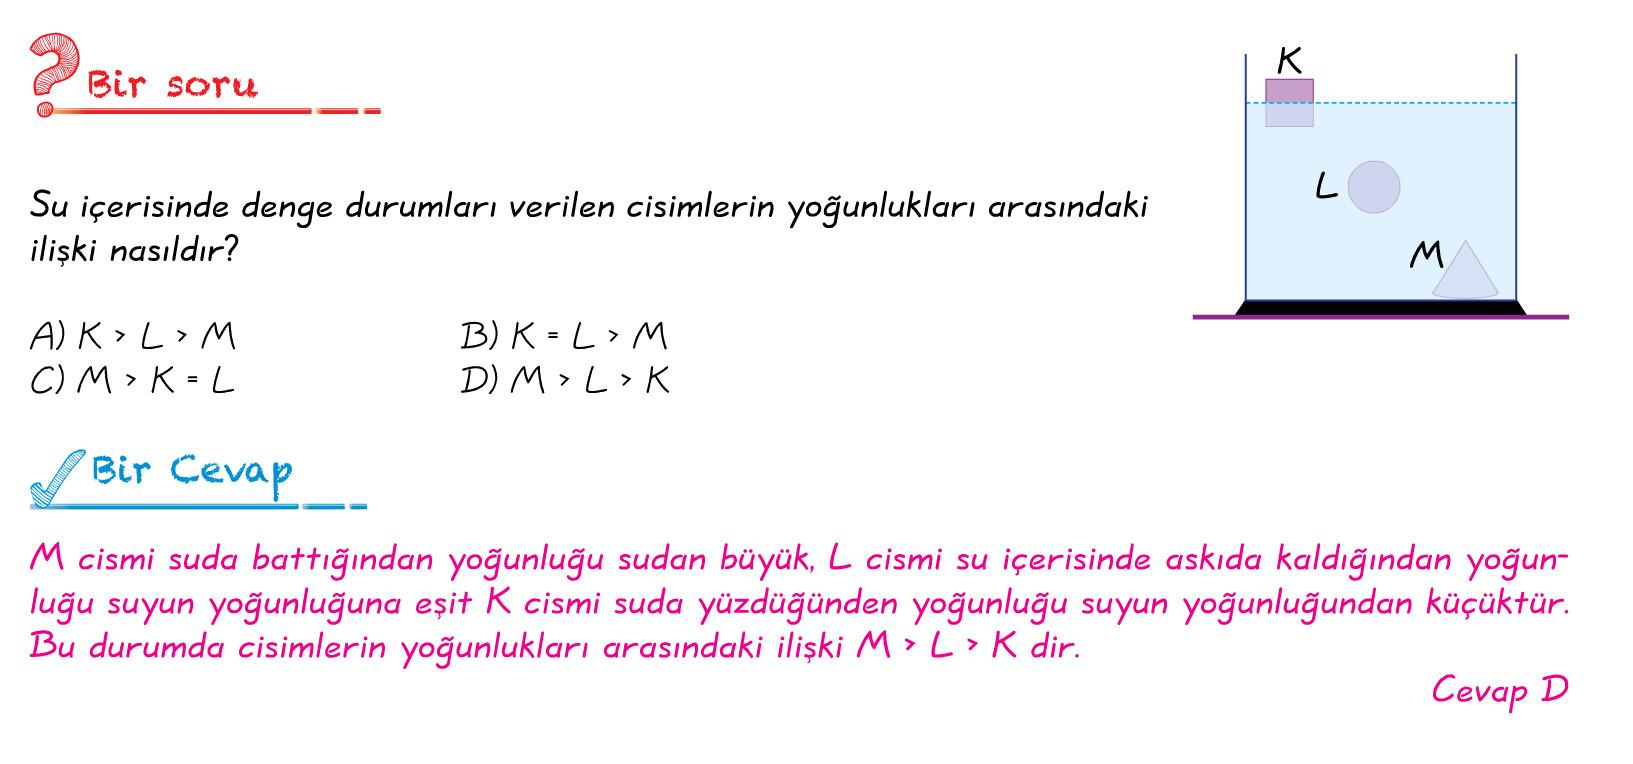 Bir soru
K
L
M
Su içerisinde denge durumları verilen cisimlerin yoğunlukları arasındaki
ilişki nasıldır?
A) K > L > M
B) K = L > M
C) M > K = L
D) M > L > K
Bir Cevap
M cismi suda battığından yoğunluğu sudan büyük, L cismi su içerisinde askıda kaldığından yoğun-
luğu suyun yoğunluğuna eşit K cismi suda yüzdüğünden yoğunluğu suyun yoğunluğundan küçüktür.
Bu durumda cisimlerin yoğunlukları arasındaki ilişki M > L > K dir.
Cevap D